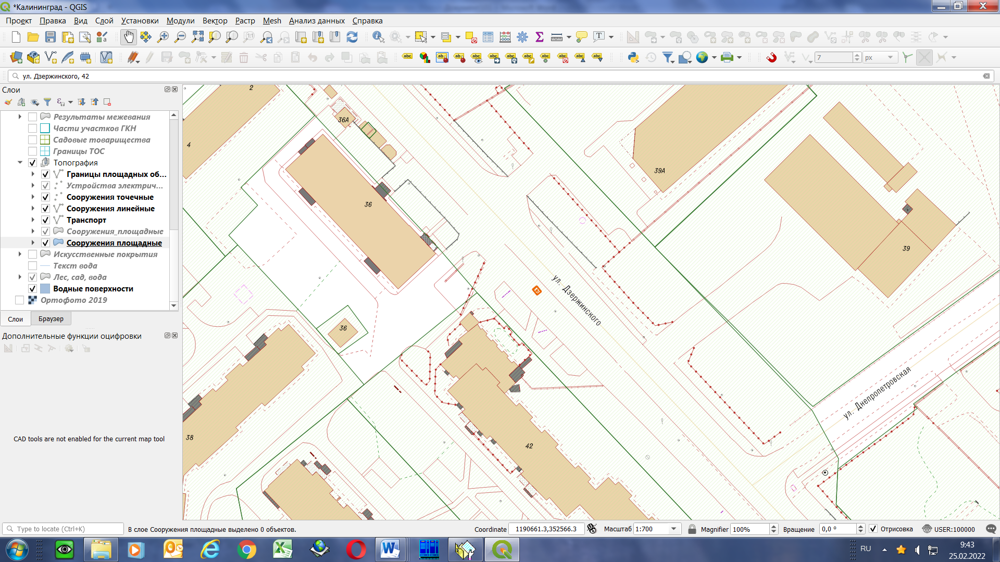 *Калининград - QGIS
Проект Правка Вид Слой Установки Модули Вектор Растр Mesh Анализ данных Справка
7 px
ул. Дзержинского, 42
Слои
Результаты межевания
Части участков ГКН
Садовые товарищества
Границы ТОС
Топография
Границы площадных об...
Устройства электрич...
Сооружения точечные
Сооружения линейные
Транспорт
Сооружения_площадные
Сооружения площадные
Искусственные покрытия
Текст вода
Лес, сад, вода
Водные поверхности
Ортофото 2019
Слои Браузер
Дополнительные функции оцифровки
CAD tools are not enabled for the current map tool
2
36А
4
39А
36
39
ул. Дзержинского
36
ул. Днепропетровская
38
42
Type to locate (Ctrl+K) В слое Сооружения площадные выделено 0 объектов. Coordinate 1190661.3,352566.3 Масштаб 1:700 Magnifier 100% Вращение 0,0 ° Отрисовка USER:100000
RU 9:43
25.02.2022